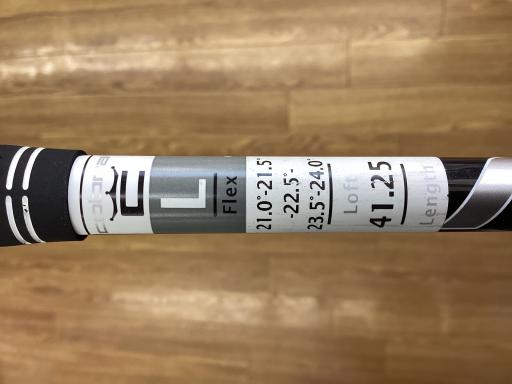 cobra
L
Flex
21.0°-21.5°
-22.5°-
23.5°-24.0°
Loft
41.25
Length